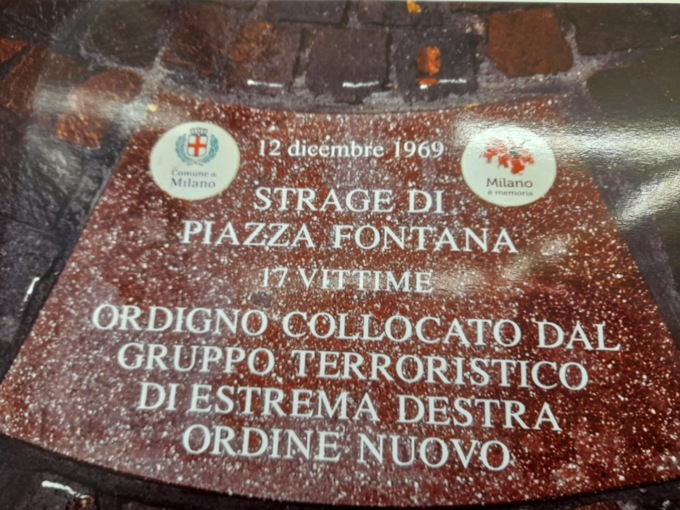 12 dicembre 1969
Comune di
Milano
Milano
è memoria
STRAGE DI
PIAZZA FONTANA
17 VITTIME
ORDIGNO COLLOCATO DAL
GRUPPO TERRORISTICO
DI ESTREMA DESTRA
ORDINE NUOVO